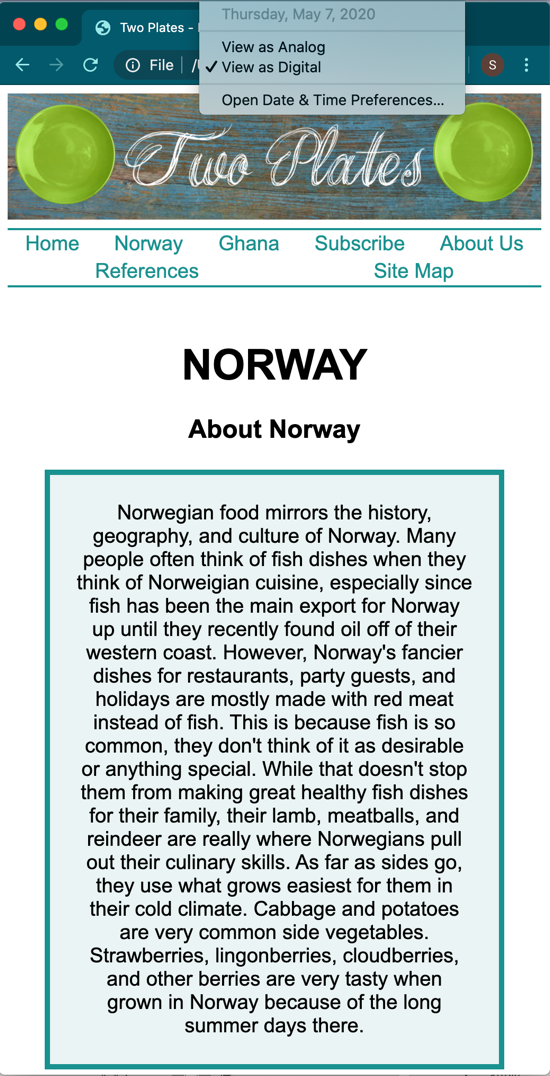 Thursday, May 7, 2020
Two Plates -
View as Analog
File
View as Digital
S
Open Date & Time Preferences...
Two Plates
Home Norway Ghana Subscribe About Us
References Site Map
NORWAY
About Norway
Norwegian food mirrors the history,
geography, and culture of Norway. Many
people often think of fish dishes when they
think of Norweigian cuisine, especially since
fish has been the main export for Norway
up until they recently found oil off of their
western coast. However, Norway's fancier
dishes for restaurants, party guests, and
holidays are mostly made with red meat
instead of fish. This is because fish is so
common, they don't think of it as desirable
or anything special. While that doesn't stop
them from making great healthy fish dishes
for their family, their lamb, meatballs, and
reindeer are really where Norwegians pull
out their culinary skills. As far as sides go,
they use what grows easiest for them in
their cold climate. Cabbage and potatoes
are very common side vegetables.
Strawberries, lingonberries, cloudberries,
and other berries are very tasty when
grown in Norway because of the long
summer days there.